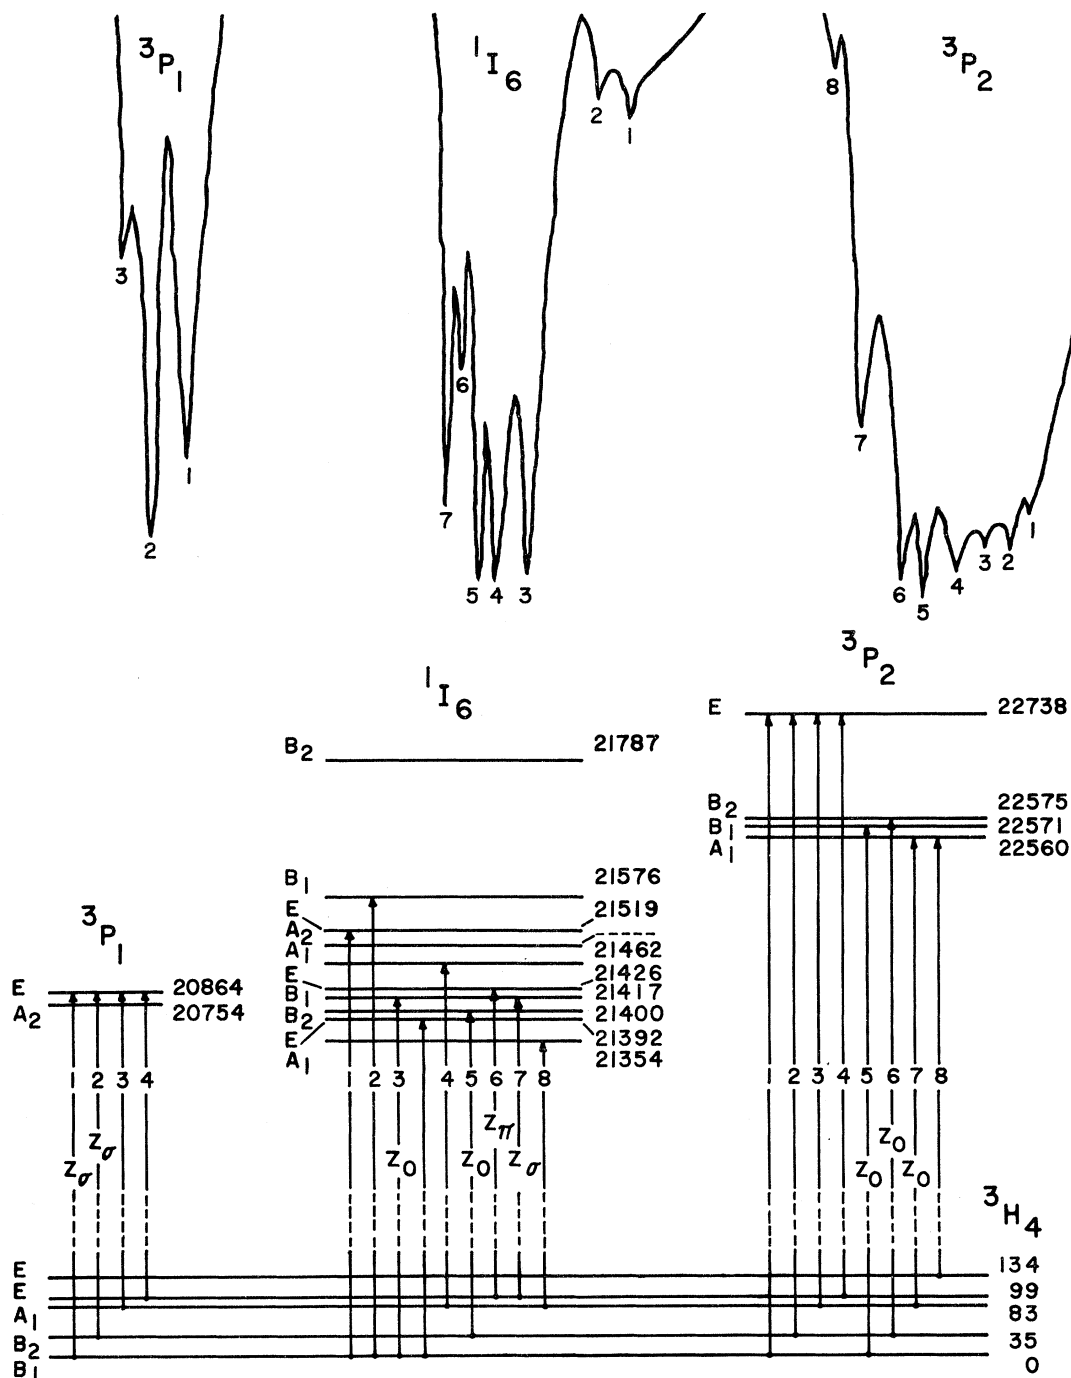 ³P₁
¹I₆
³P₂
3
2
1
7
6
5
4
3
2
1
8
7
6
5
4
3
2
1
³P₁
E 20864
A₂ 20754
1 2 3 4
Zσ Zσ
¹I₆
B₂ 21787
B₁ 21576
E 21519
A₂ ------
A₁ 21462
E 21426
B₁ 21417
B₂ 21400
E 21392
A₁ 21354
1 2 3 4 5 6 7 8
Z₀ Z₀ Zπ Zσ
³P₂
E 22738
B₂ 22575
B₁ 22571
A₁ 22560
1 2 3 4 5 6 7 8
Z₀ Z₀ Z₀
³H₄
E 134
E 99
A₁ 83
B₂ 35
B₁ 0